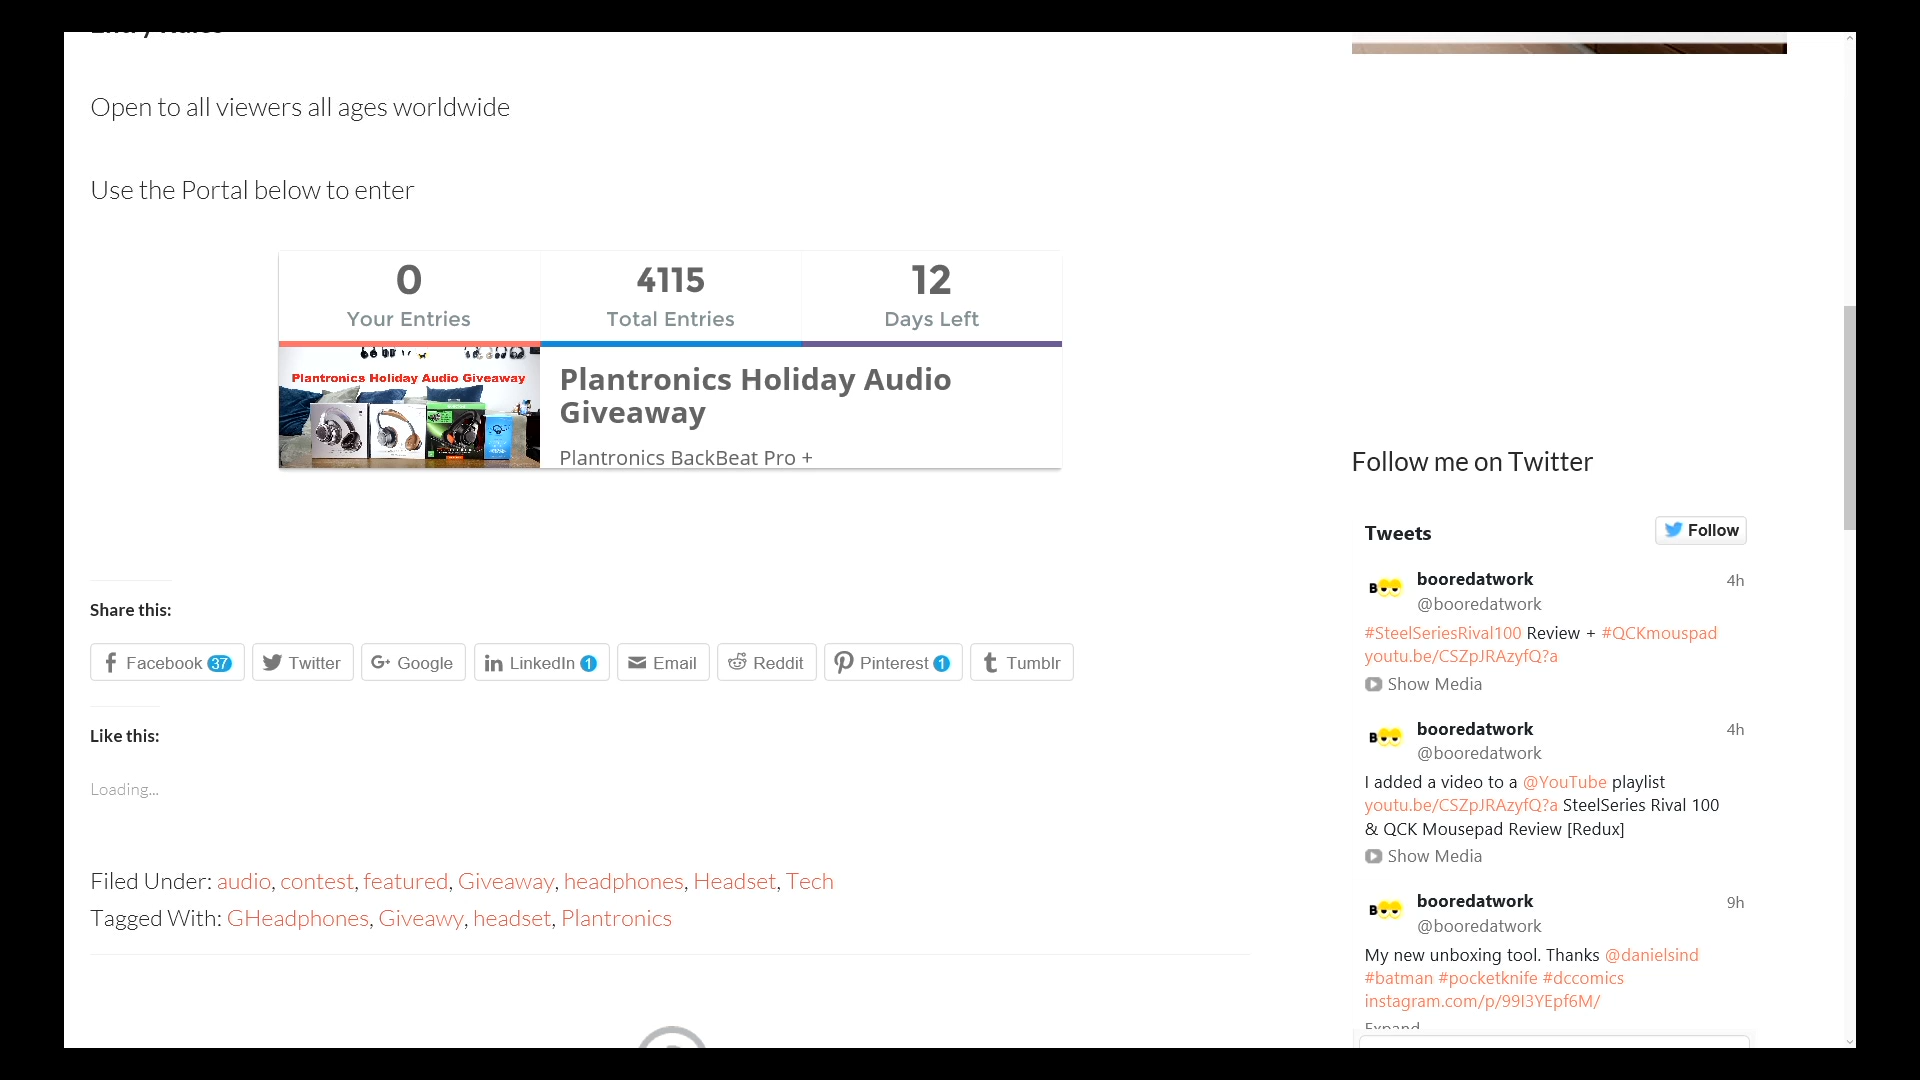 Entry Rules
Open to all viewers all ages worldwide
Use the Portal below to enter
0
Your Entries
4115
Total Entries
12
Days Left
Plantronics Holiday Audio Giveaway
Plantronics Holiday Audio
Giveaway
Plantronics BackBeat Pro +
Share this:
Facebook 37
Twitter
Google
LinkedIn 1
Email
Reddit
Pinterest 1
Tumblr
Like this:
Loading...
Filed Under: audio, contest, featured, Giveaway, headphones, Headset, Tech
Tagged With: GHeadphones, Giveawy, headset, Plantronics
Follow me on Twitter
Tweets
Follow
booredatwork 4h
@booredatwork
#SteelSeriesRival100 Review + #QCKmouspad
youtu.be/CSZpJRAzyfQ?a
Show Media
booredatwork 4h
@booredatwork
I added a video to a @YouTube playlist
youtu.be/CSZpJRAzyfQ?a SteelSeries Rival 100
& QCK Mousepad Review [Redux]
Show Media
booredatwork 9h
@booredatwork
My new unboxing tool. Thanks @danielsind
#batman #pocketknife #dccomics
instagram.com/p/99I3YEpf6M/
Expand